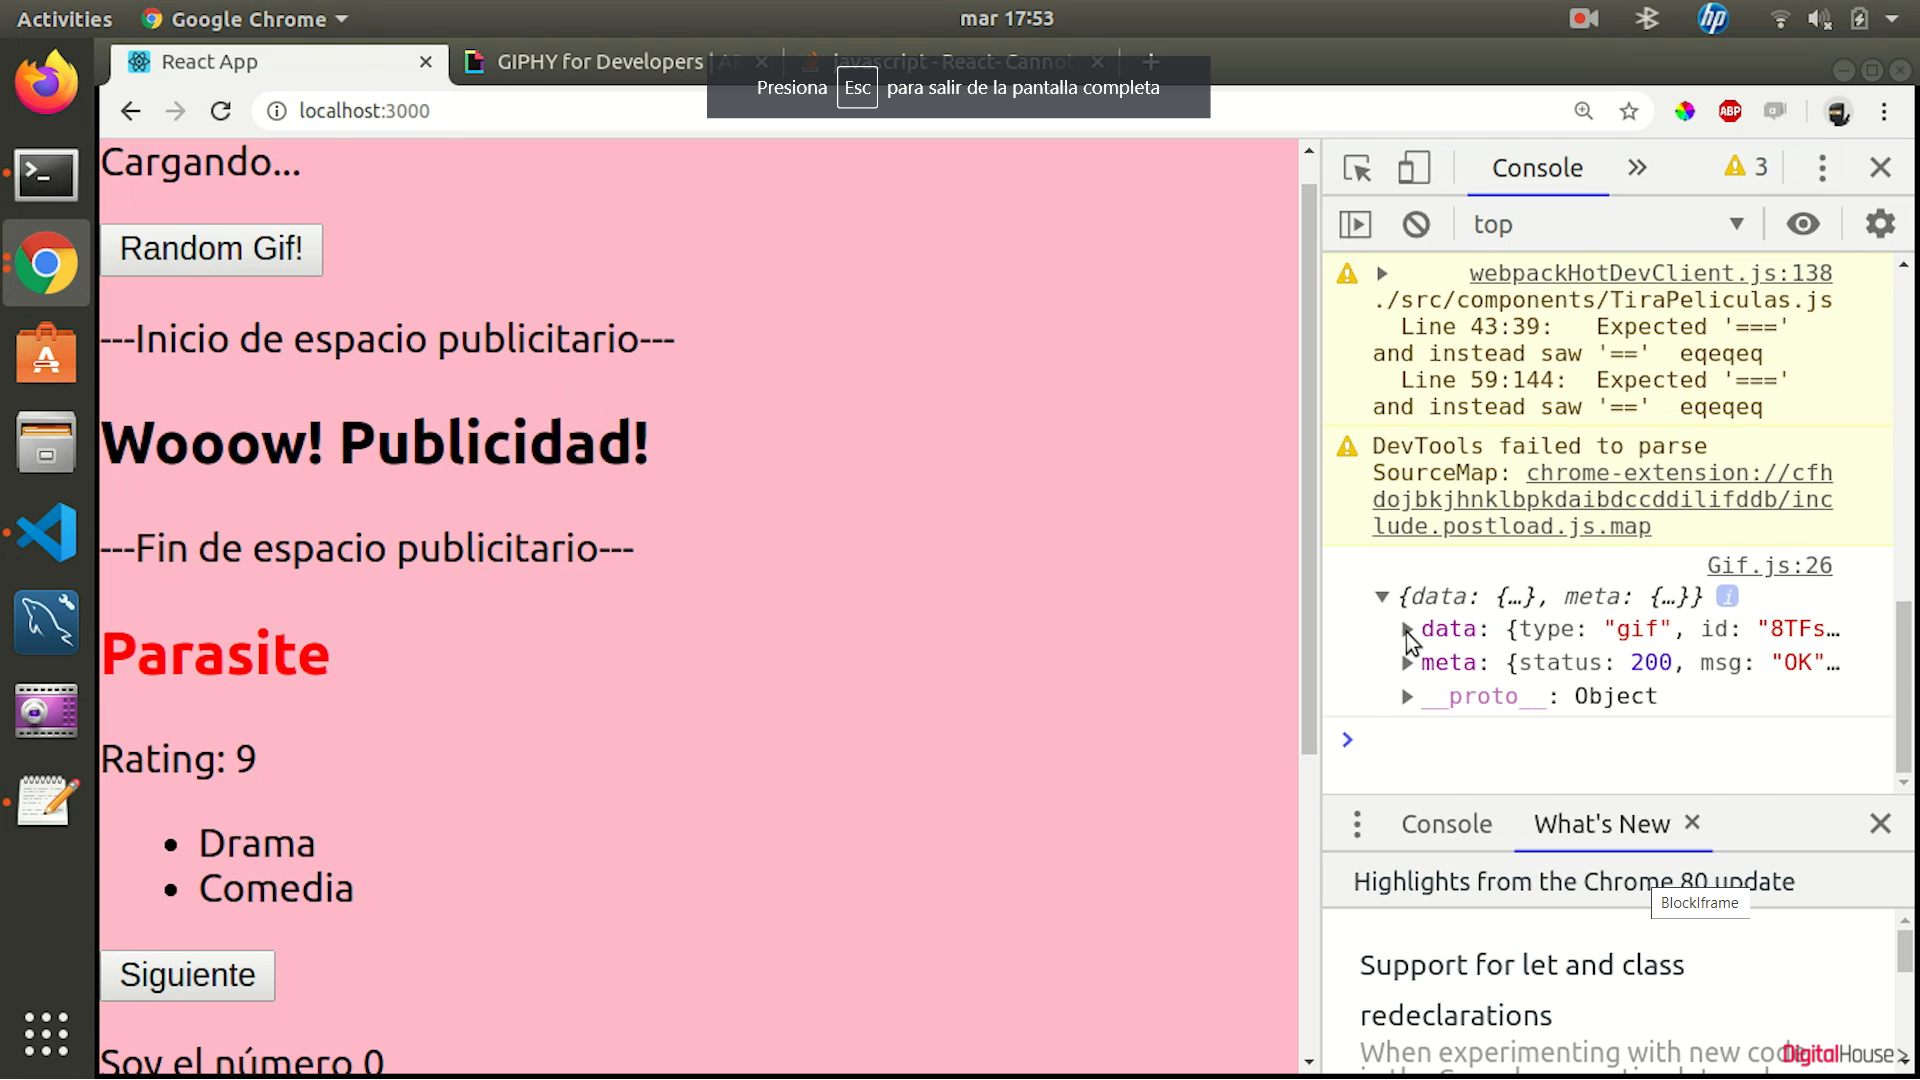 Activities
Google Chrome
mar 17:53
React App
GIPHY for Developers | AP
javascript - React- Cannot
Presiona Esc para salir de la pantalla completa
localhost:3000
ABP
Cargando...
Random Gif!
---Inicio de espacio publicitario---
Wooow! Publicidad!
---Fin de espacio publicitario---
Parasite
Rating: 9
Drama
Comedia
Siguiente
Soy el número 0
Console
3
top
webpackHotDevClient.js:138
./src/components/TiraPeliculas.js
Line 43:39: Expected '==='
and instead saw '==' eqeqeq
Line 59:144: Expected '==='
and instead saw '==' eqeqeq
DevTools failed to parse
SourceMap: chrome-extension://cfh
dojbkjhnklbpkdaibdccddilifddb/inc
lude.postload.js.map
Gif.js:26
{data: {…}, meta: {…}}
data: {type: "gif", id: "8TFs…
meta: {status: 200, msg: "OK"…
__proto__: Object
Console
What's New
Highlights from the Chrome 80 update
BlockIframe
Support for let and class
redeclarations
When experimenting with new code
DigitalHouse>